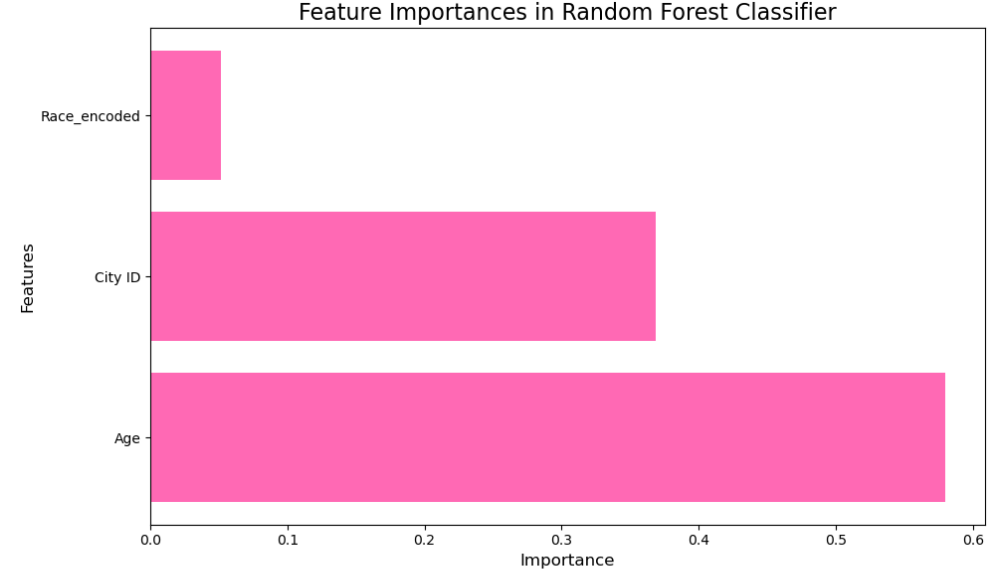 Feature Importances in Random Forest Classifier
Features
Race_encoded
City ID
Age
0.0 0.1 0.2 0.3 0.4 0.5 0.6
Importance